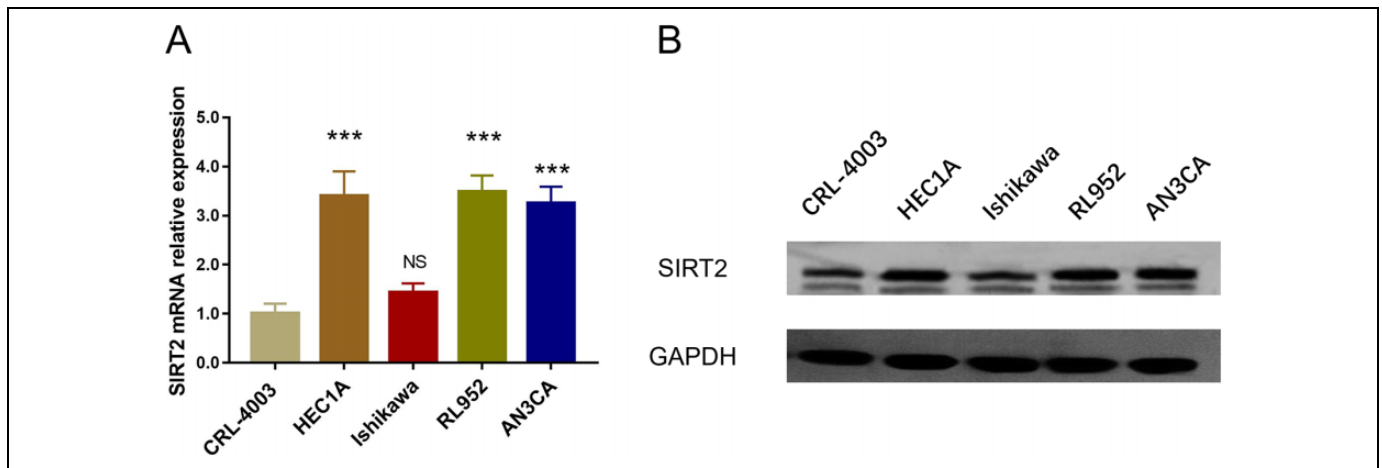 A
SIRT2 mRNA relative expression
5.0
4.0
3.0
2.0
1.0
0.0
***
NS
***
***
CRL-4003
HEC1A
Ishikawa
RL952
AN3CA
B
CRL-4003
HEC1A
Ishikawa
RL952
AN3CA
SIRT2
GAPDH